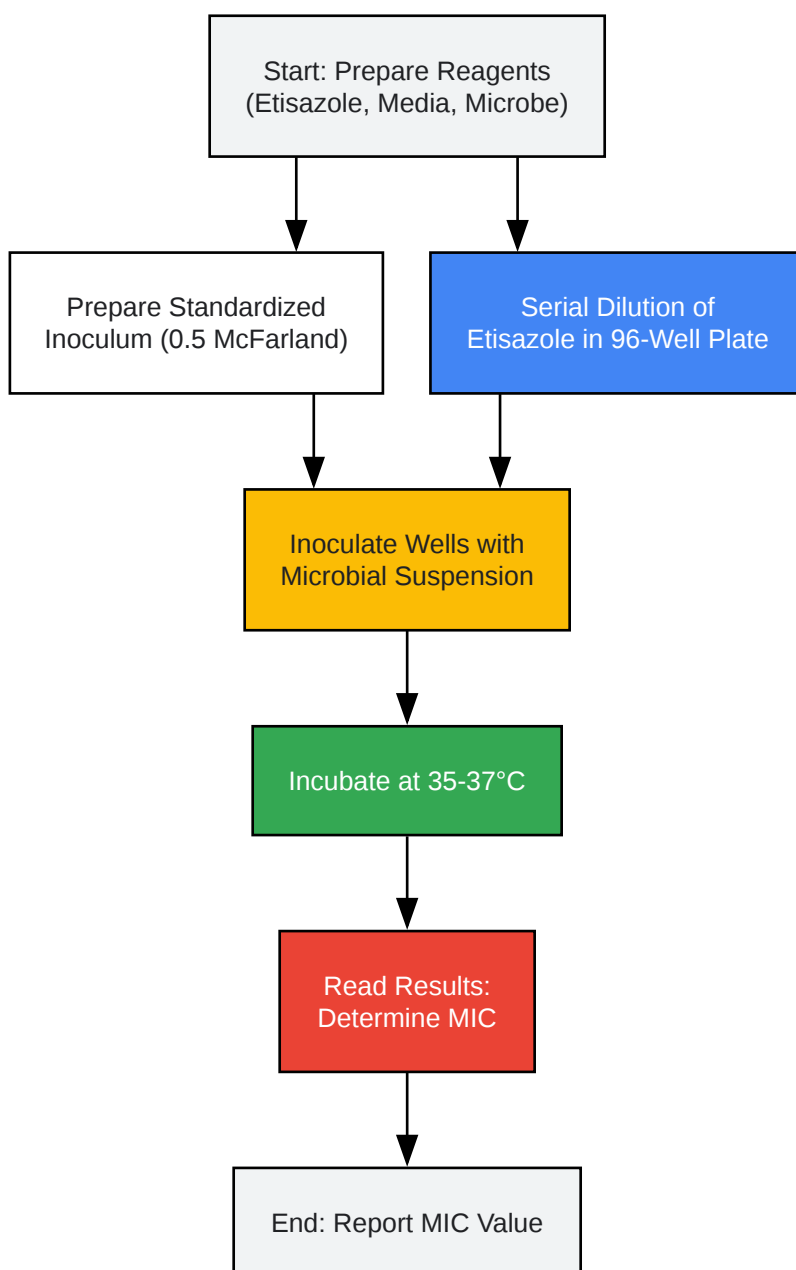 Start: Prepare Reagents
(Etisazole, Media, Microbe)
Prepare Standardized
Inoculum (0.5 McFarland)
Serial Dilution of
Etisazole in 96-Well Plate
Inoculate Wells with
Microbial Suspension
Incubate at 35-37°C
Read Results:
Determine MIC
End: Report MIC Value